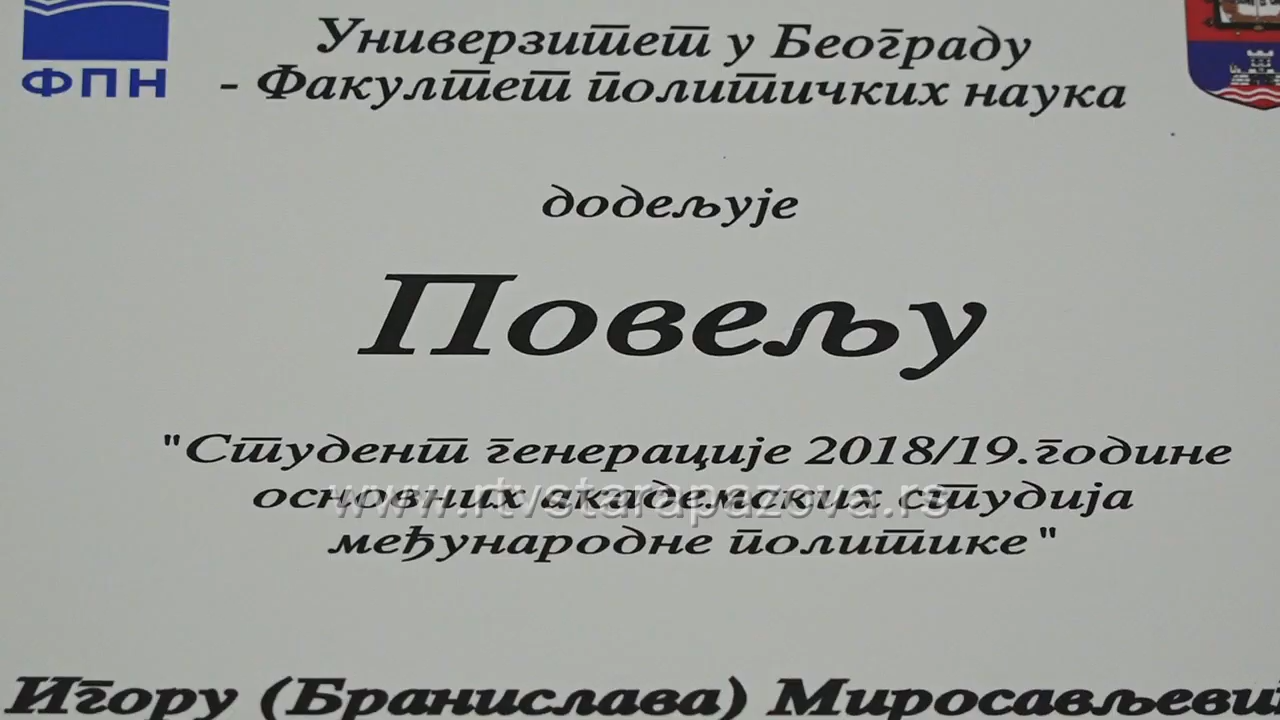 ФПН
Универзитет у Београду
- Факултет политичких наука
додељује
Повељу
"Студент генерације 2018/19.године
основних академских студија
www.rtvstarapazova.rs
међународне политике "
Игору (Бранислава)